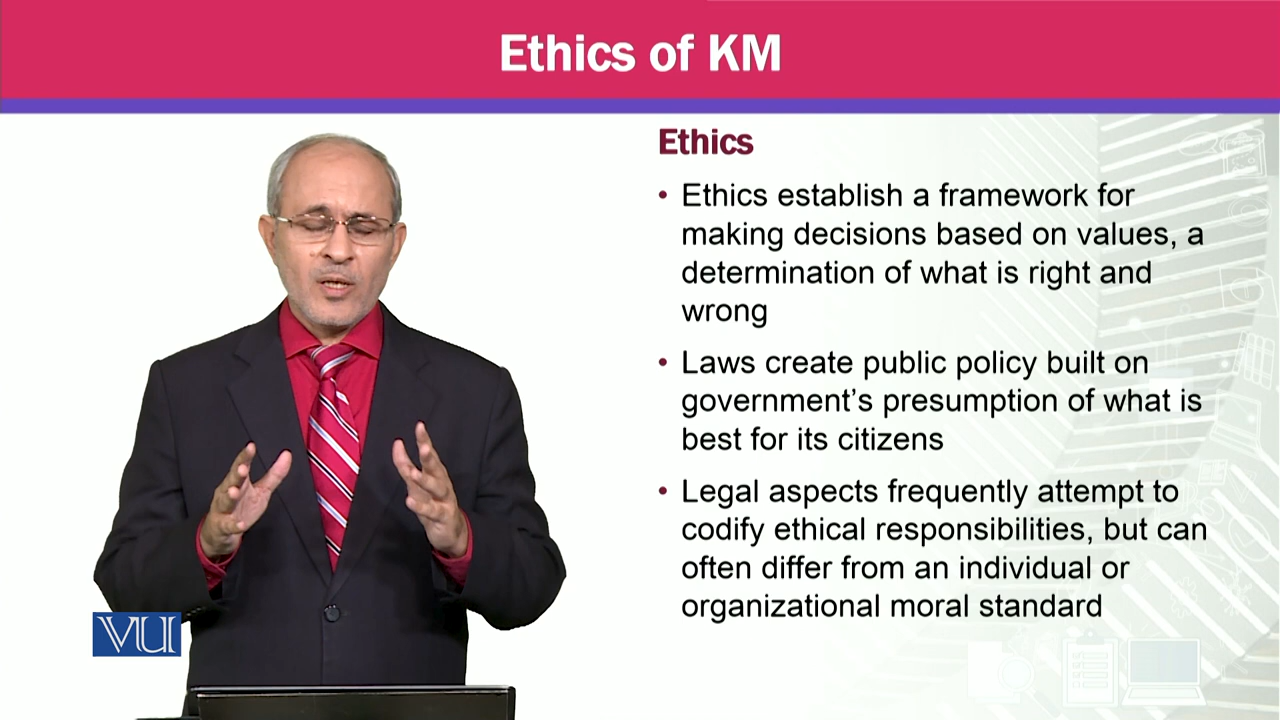 Ethics of KM
Ethics
• Ethics establish a framework for
making decisions based on values, a
determination of what is right and
wrong
• Laws create public policy built on
government’s presumption of what is
best for its citizens
• Legal aspects frequently attempt to
codify ethical responsibilities, but can
often differ from an individual or
organizational moral standard
VU